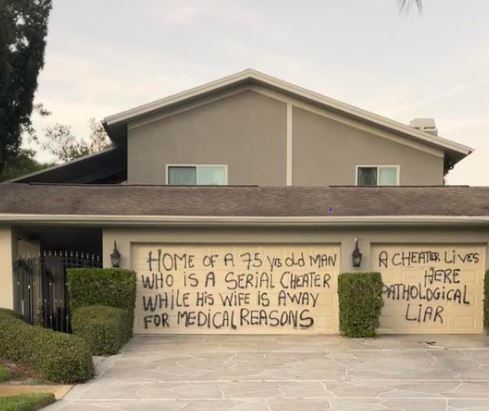 HOME OF A 75 yrs old MAN
WHO IS A SERIAL CHEATER
WHILE HIS WIFE IS AWAY
FOR MEDICAL REASONS
A CHEATER LIVES
HERE
PATHOLOGICAL
LIAR